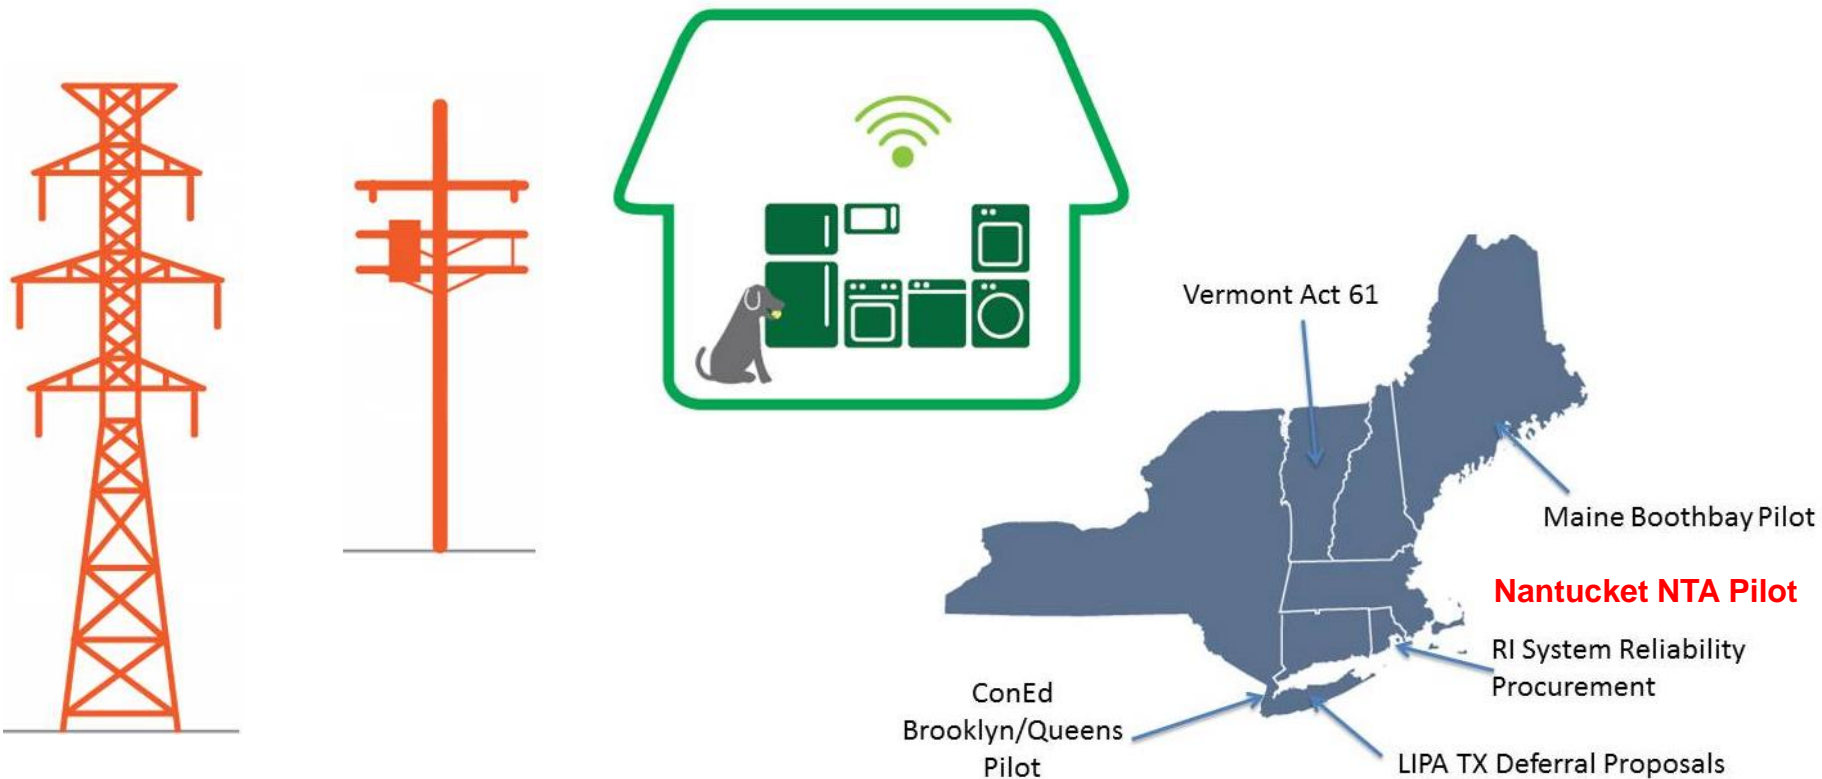 Vermont Act 61
Maine Boothbay Pilot
Nantucket NTA Pilot
RI System Reliability
Procurement
ConEd
Brooklyn/Queens
Pilot
LIPA TX Deferral Proposals